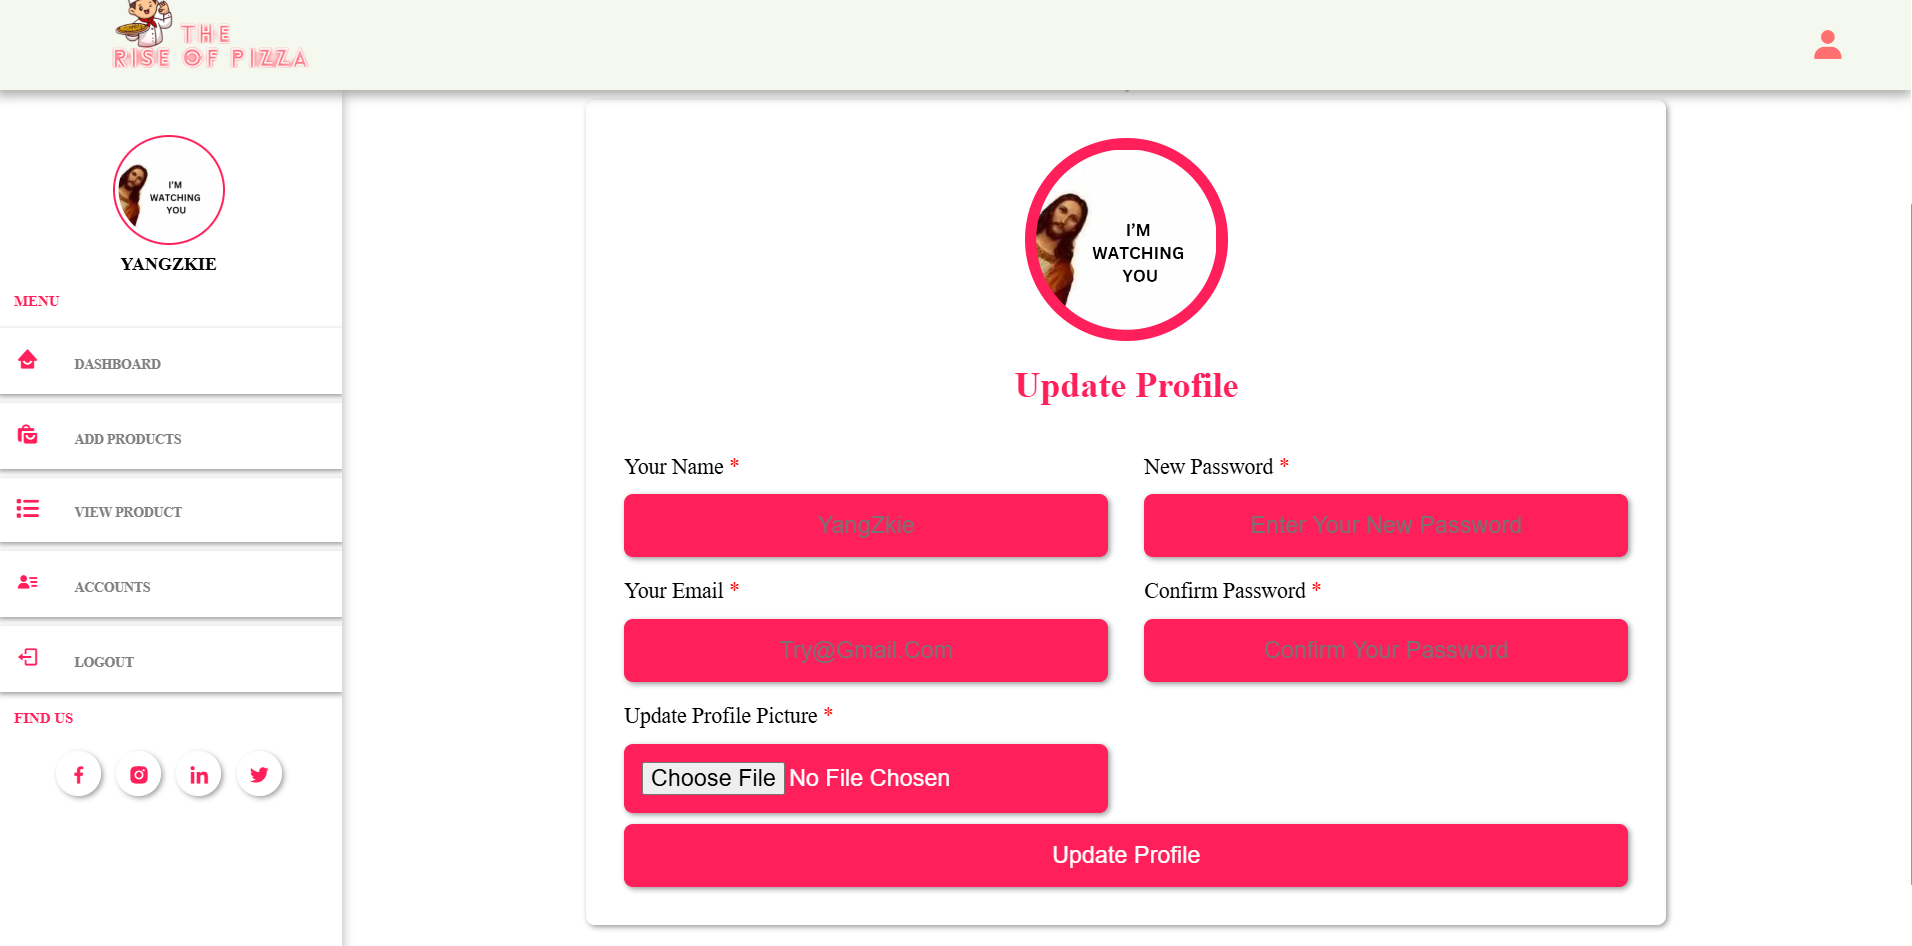 THE
RISE OF PIZZA
I'M
WATCHING
YOU
YANGZKIE
MENU
DASHBOARD
ADD PRODUCTS
VIEW PRODUCT
ACCOUNTS
LOGOUT
FIND US
I'M
WATCHING
YOU
Update Profile
Your Name *
YangZkie
New Password *
Enter Your New Password
Your Email *
Try@Gmail.Com
Confirm Password *
Confirm Your Password
Update Profile Picture *
Choose File No File Chosen
Update Profile